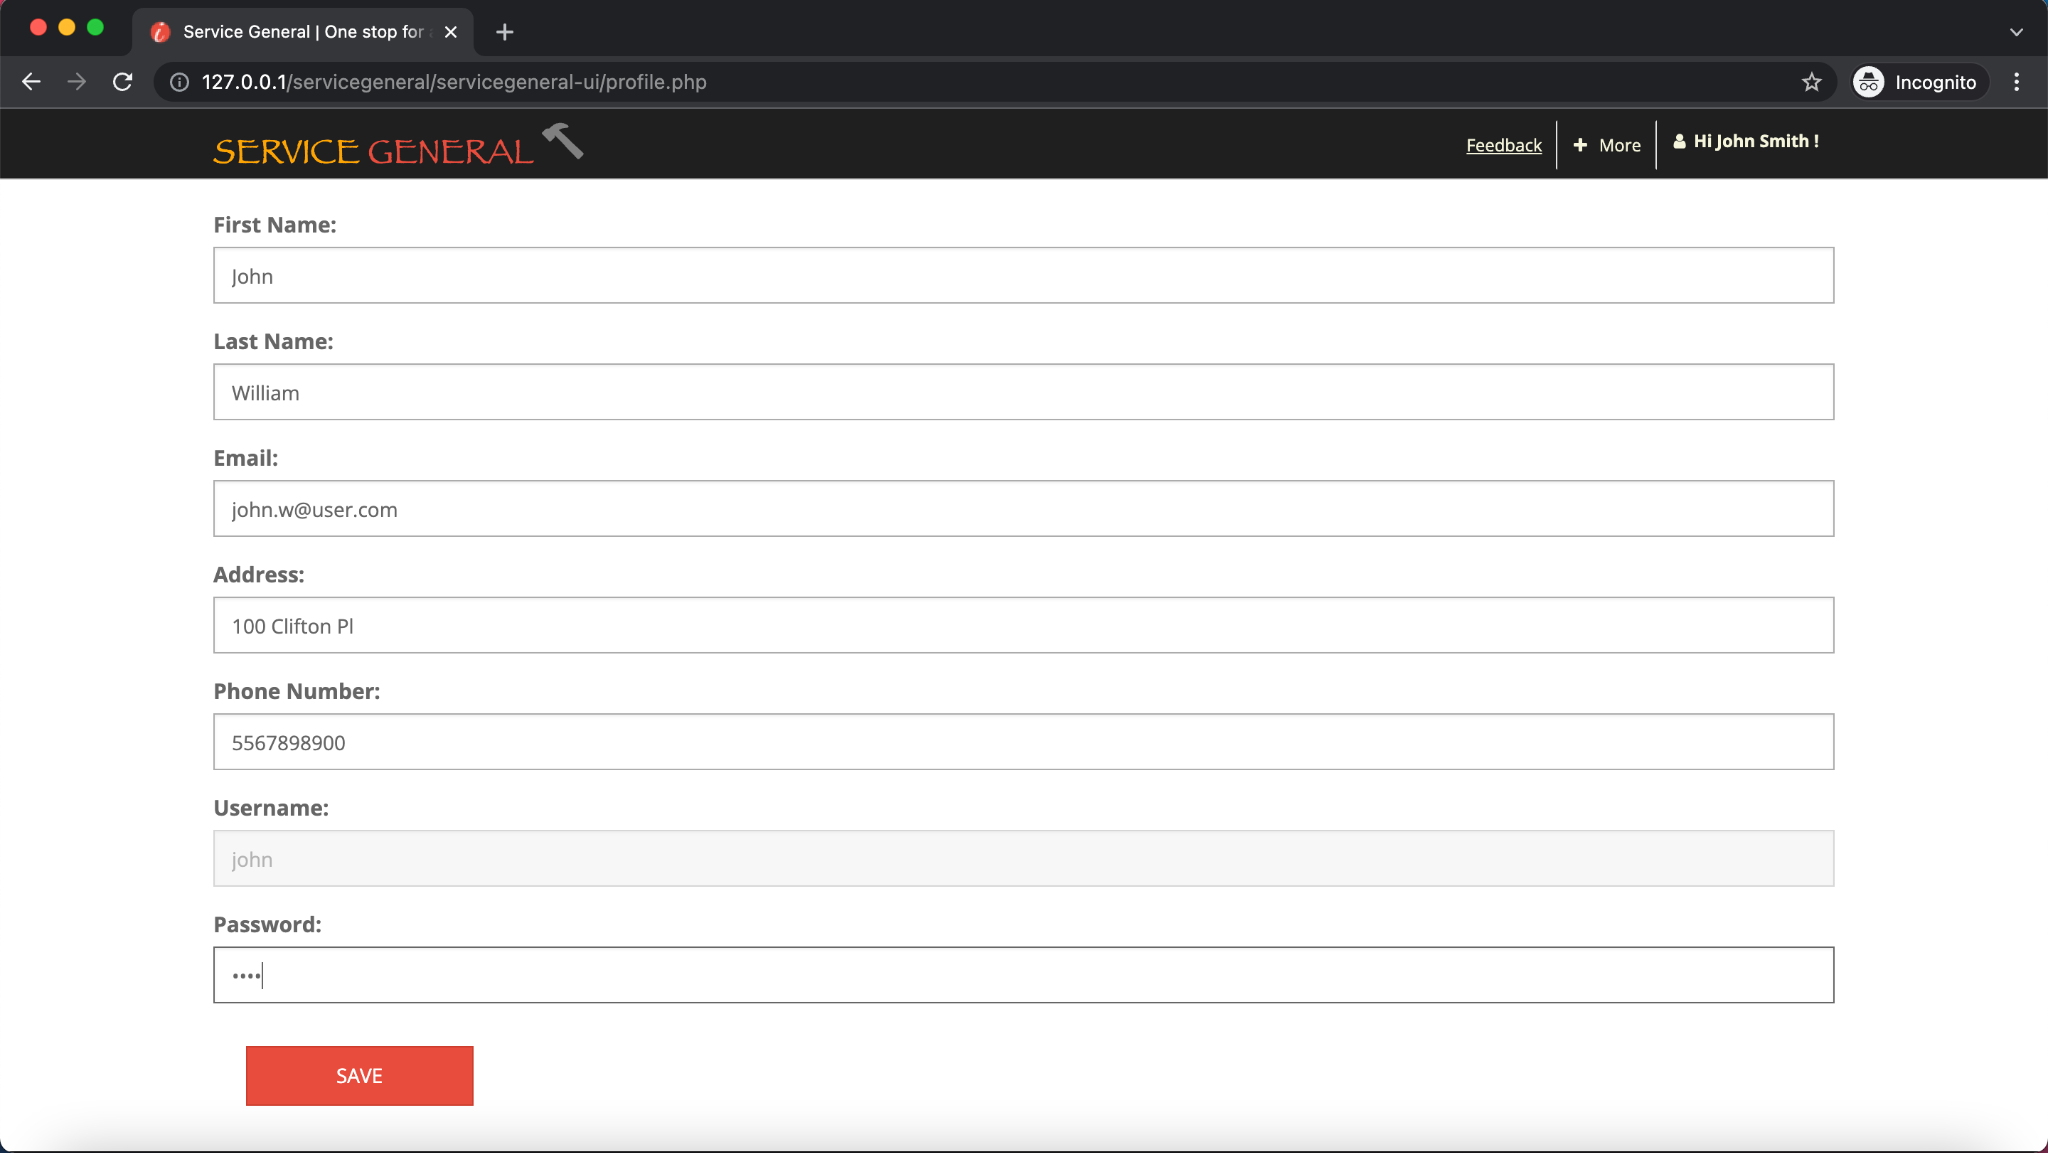 Service General | One stop for
127.0.0.1/servicegeneral/servicegeneral-ui/profile.php
Incognito
SERVICE GENERAL
Feedback
+ More
Hi John Smith !
First Name:
John
Last Name:
William
Email:
john.w@user.com
Address:
100 Clifton Pl
Phone Number:
5567898900
Username:
john
Password:
••••
SAVE